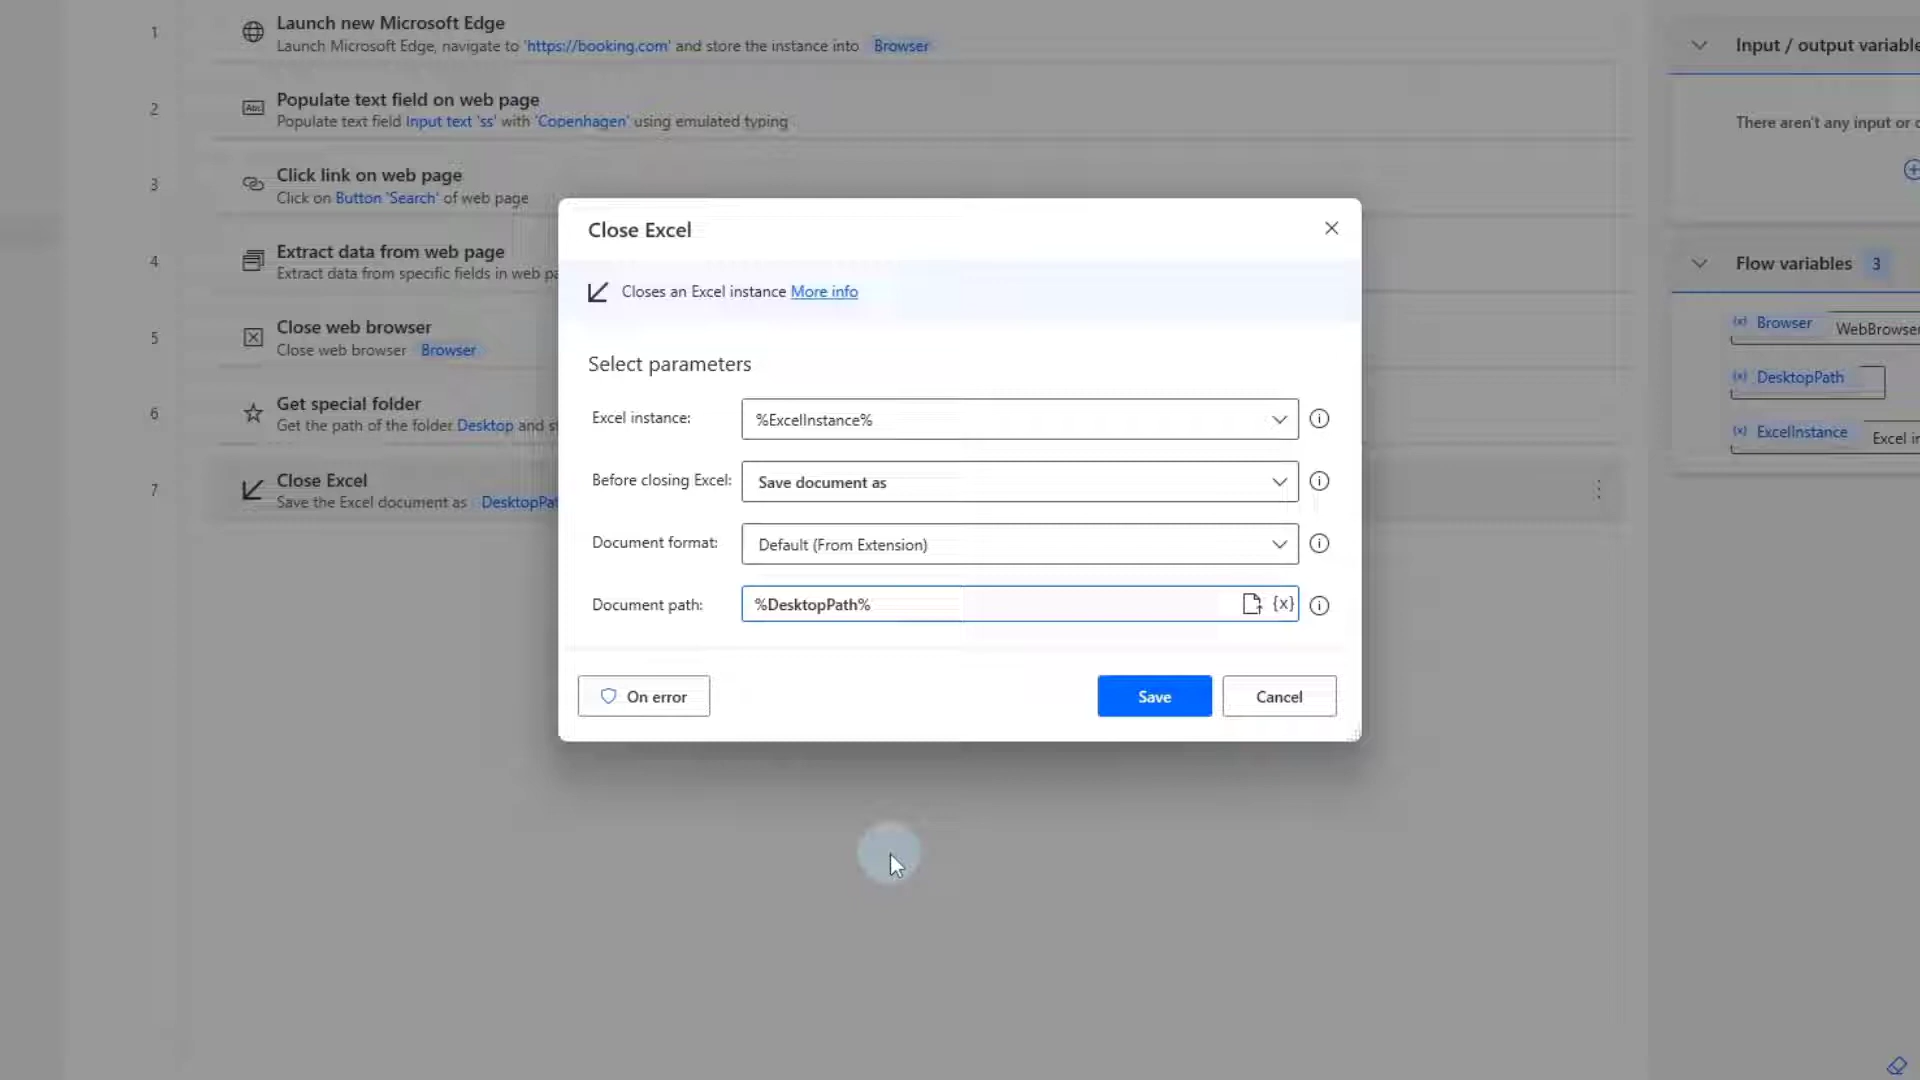 1
Launch new Microsoft Edge
Launch Microsoft Edge, navigate to 'https://booking.com' and store the instance into Browser
2
Abc
Populate text field on web page
Populate text field Input text 'ss' with 'Copenhagen' using emulated typing
3
Click link on web page
Click on Button 'Search' of web page
4
Extract data from web page
Extract data from specific fields in web pa
5
Close web browser
Close web browser Browser
6
Get special folder
Get the path of the folder Desktop and s
7
Close Excel
Save the Excel document as DesktopPat
Close Excel
Closes an Excel instance More info
Select parameters
Excel instance: %ExcelInstance%
Before closing Excel: Save document as
Document format: Default (From Extension)
Document path: %DesktopPath% {x}
On error
Save
Cancel
Input / output variable
There aren't any input or
Flow variables 3
(x) Browser WebBrowser
(x) DesktopPath
(x) ExcelInstance Excel in